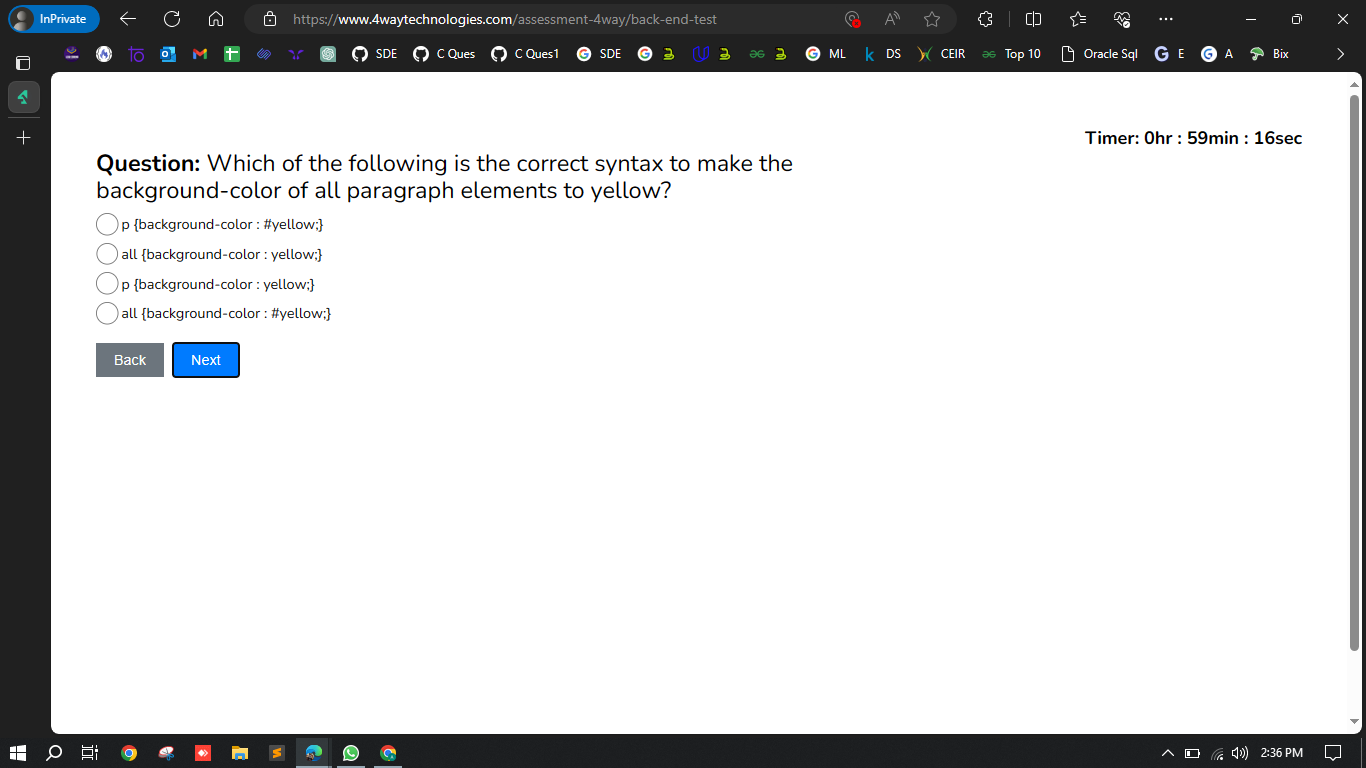 InPrivate
https://www.4waytechnologies.com/assessment-4way/back-end-test
SDE
C Ques
C Ques1
SDE
ML
DS
CEIR
Top 10
Oracle Sql
E
A
Bix
Timer: 0hr : 59min : 16sec
Question: Which of the following is the correct syntax to make the
background-color of all paragraph elements to yellow?
p {background-color : #yellow;}
all {background-color : yellow;}
p {background-color : yellow;}
all {background-color : #yellow;}
Back
Next
2:36 PM